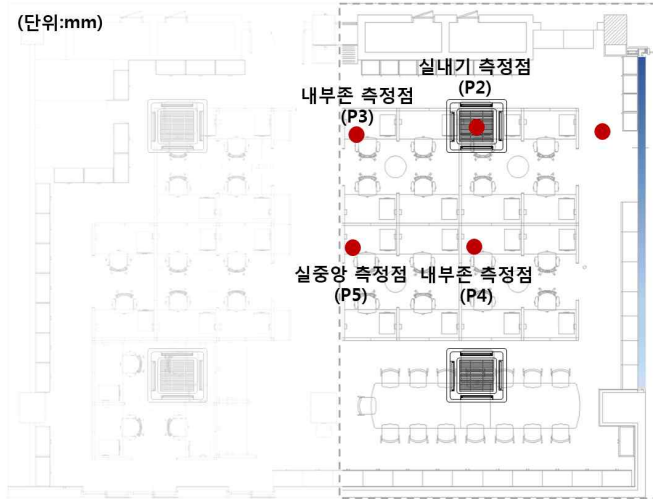 (단위:mm)
실내기 측정점
(P2)
내부존 측정점
(P3)
실중앙 측정점
(P5)
내부존 측정점
(P4)